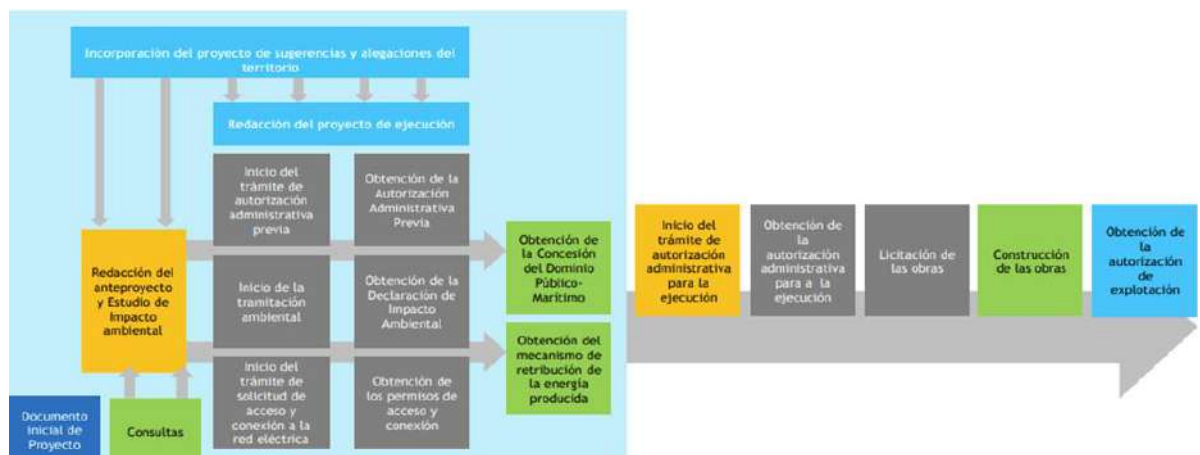 Incorporación del proyecto de sugerencias y alegaciones del
territorio
Redacción del proyecto de ejecución
Inicio del
trámite de
autorización
administrativa
previa
Obtención de la
Autorización
Administrativa
Previa
Redacción del
anteproyecto
y Estudio de
Impacto
ambiental
Inicio de la
tramitación
ambiental
Obtención de la
Declaración de
Impacto
Ambiental
Inicio del
trámite de
solicitud de
acceso y
conexión a la
red eléctrica
Obtención de
los permisos de
acceso y
conexión
Documento
Inicial de
Proyecto
Consultas
Obtención de
la Concesión
del Dominio
Público-
Marítimo
Obtención del
mecanismo de
retribución de
la energía
producida
Inicio del
trámite de
autorización
administrativa
para la
ejecución
Obtención de
la
autorización
administrativa
para a la
ejecución
Licitación de
las obras
Construcción
de las obras
Obtención de
la
autorización
de
explotación